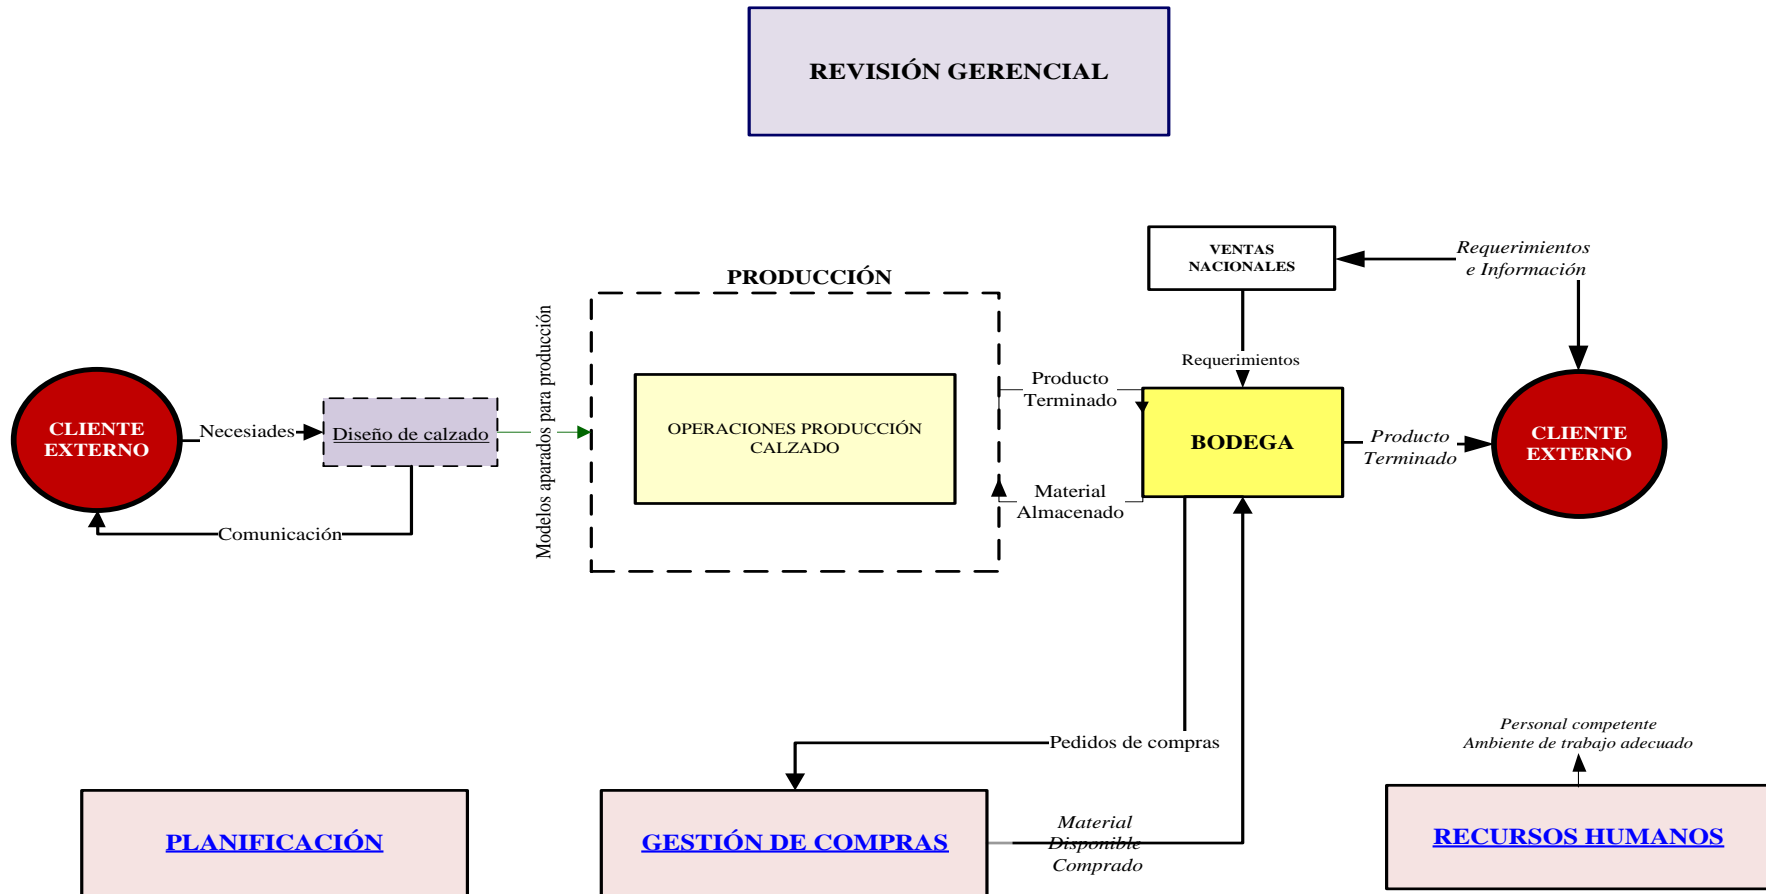 REVISIÓN GERENCIAL
VENTAS
NACIONALES
Requerimientos
e Información
PRODUCCIÓN
Modelos aparados para producción
Requerimientos
CLIENTE
EXTERNO
Necesiades
Diseño de calzado
OPERACIONES PRODUCCIÓN
CALZADO
Producto
Terminado
BODEGA
Producto
Terminado
CLIENTE
EXTERNO
Comunicación
Material
Almacenado
Pedidos de compras
Personal competente
Ambiente de trabajo adecuado
PLANIFICACIÓN
GESTIÓN DE COMPRAS
Material
Disponible
Comprado
RECURSOS HUMANOS